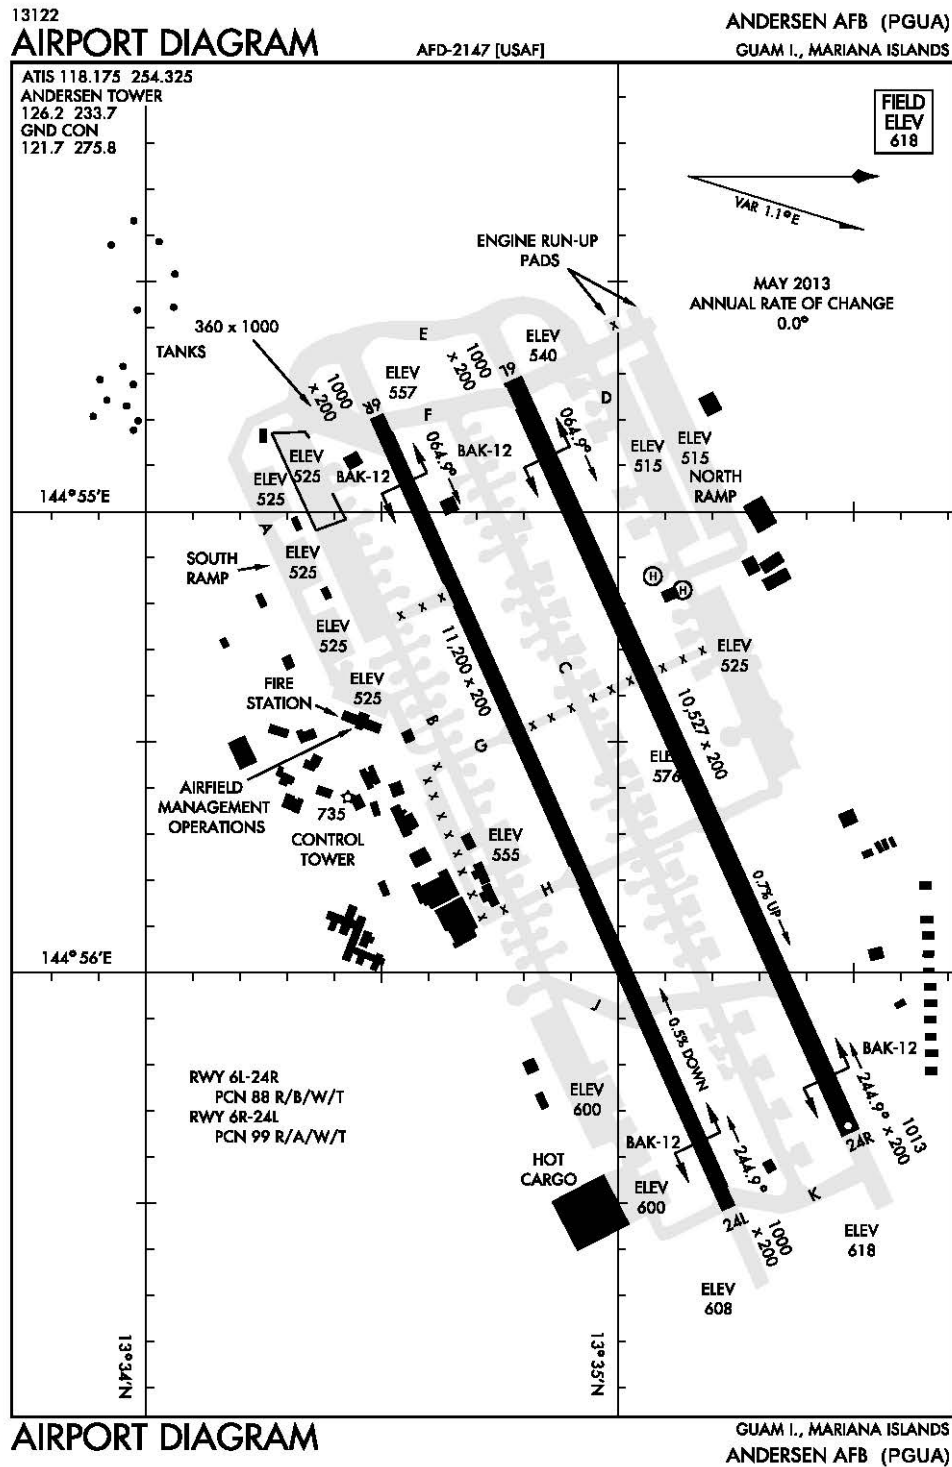 13122
AIRPORT DIAGRAM
AFD-2147 [USAF]
ANDERSEN AFB (PGUA)
GUAM I., MARIANA ISLANDS
ATIS 118.175 254.325
ANDERSEN TOWER
126.2 233.7
GND CON
121.7 275.8
FIELD
ELEV
618
VAR 1.1°E
MAY 2013
ANNUAL RATE OF CHANGE
0.0°
ENGINE RUN-UP
PADS
x
360 x 1000
TANKS
E
ELEV
540
1000
x 200
6L
D
1000
x 200
ELEV
557
6R
F
064.9°
BAK-12
BAK-12
064.9°
ELEV
515
ELEV
515
NORTH
RAMP
ELEV
525
ELEV
525
144°55'E
A
SOUTH
RAMP
ELEV
525
H
H
x x x x
ELEV
525
11,200 x 200
C
ELEV
525
x x x x x x x x x
10,527 x 200
FIRE
STATION
ELEV
525
B
G
ELEV
576
AIRFIELD
MANAGEMENT
OPERATIONS
735
CONTROL
TOWER
x x x x x x x x x x
ELEV
555
H
0.7% UP
144°56'E
J
0.5% DOWN
BAK-12
244.9°
1013
x 200
24R
RWY 6L-24R
PCN 88 R/B/W/T
RWY 6R-24L
PCN 99 R/A/W/T
ELEV
600
BAK-12
244.9°
HOT
CARGO
ELEV
600
K
24L
1000
x 200
ELEV
618
ELEV
608
13°34'N
13°35'N
AIRPORT DIAGRAM
GUAM I., MARIANA ISLANDS
ANDERSEN AFB (PGUA)